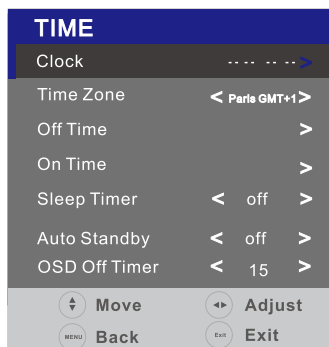 TIME
Clock -- -- -- -- >
Time Zone < Paris GMT+1 >
Off Time >
On Time >
Sleep Timer < off >
Auto Standby < off >
OSD Off Timer < 15 >
Move Adjust
MENU Back Exit Exit